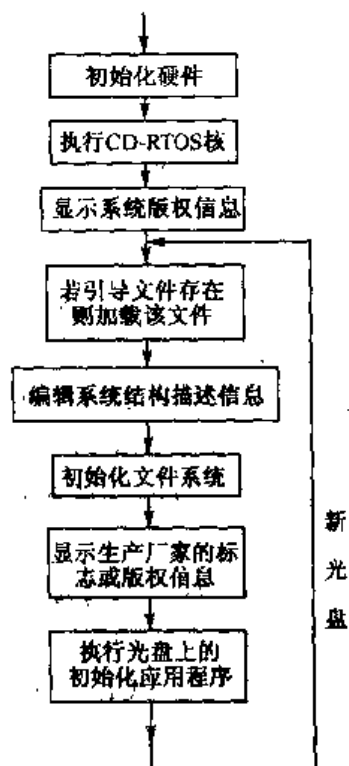 初始化硬件
执行CD-RTOS核
显示系统版权信息
若引导文件存在
则加载该文件
编辑系统结构描述信息
初始化文件系统
显示生产厂家的标
志或版权信息
执行光盘上的
初始化应用程序
新
光
盘